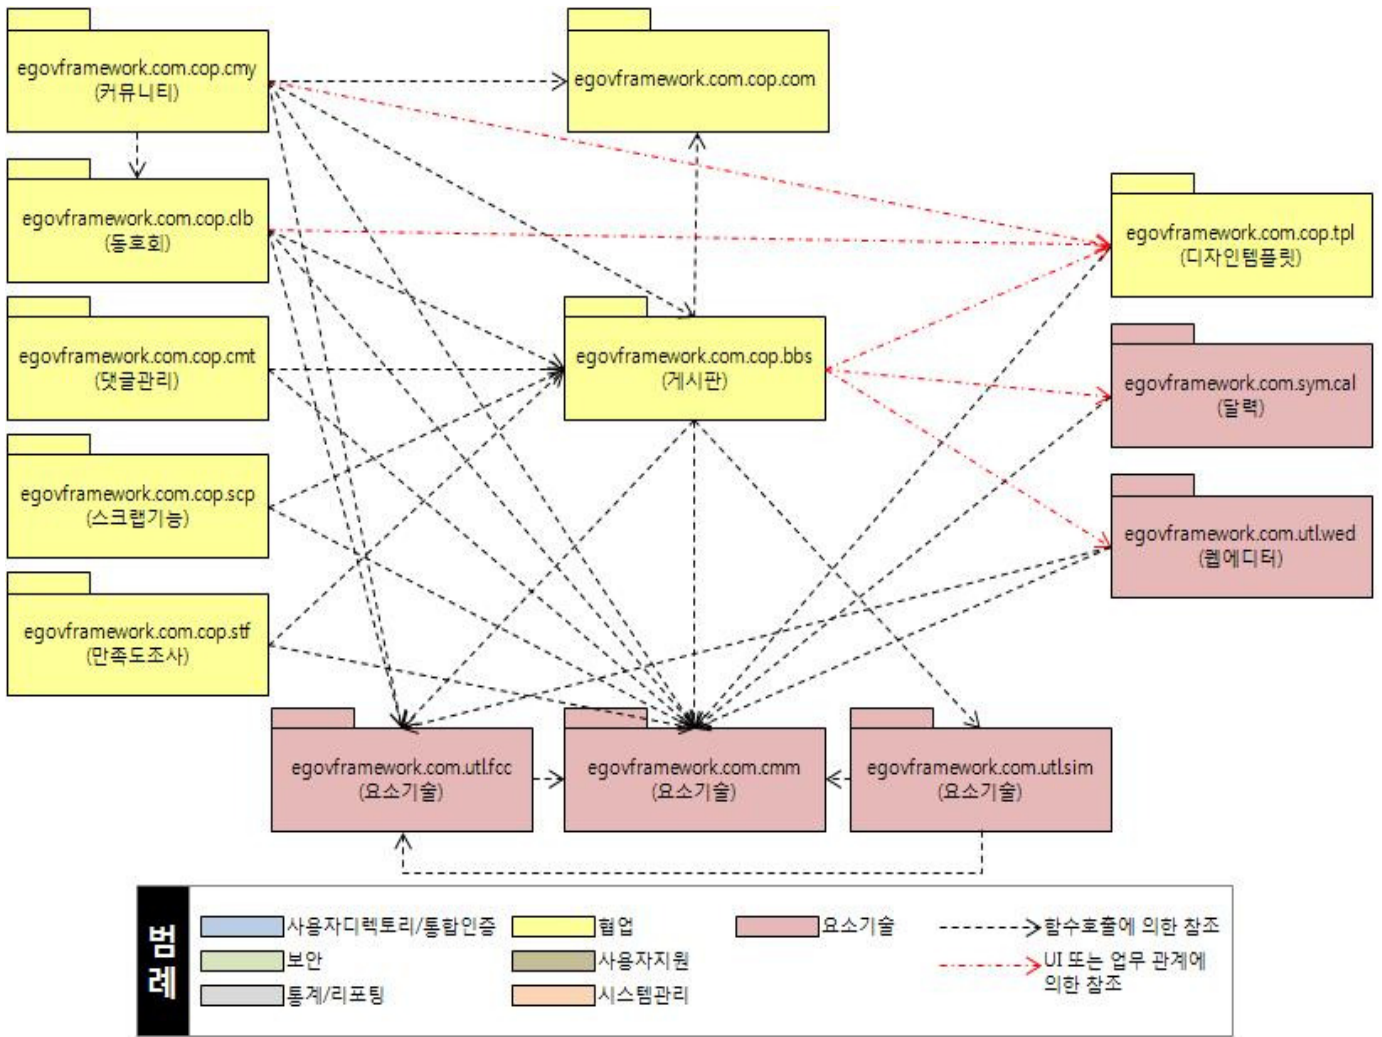 egovframework.com.cop.cmy
(커뮤니티)
egovframework.com.cop.com
egovframework.com.cop.clb
(동호회)
egovframework.com.cop.tpl
(디자인템플릿)
egovframework.com.cop.cmt
(댓글관리)
egovframework.com.cop.bbs
(게시판)
egovframework.com.sym.cal
(달력)
egovframework.com.cop.scp
(스크랩기능)
egovframework.com.utl.wed
(웹에디터)
egovframework.com.cop.stf
(만족도조사)
egovframework.com.utl.fcc
(요소기술)
egovframework.com.cmm
(요소기술)
egovframework.com.utl.sim
(요소기술)
범례
사용자디렉토리/통합인증
협업
요소기술
함수호출에 의한 참조
보안
사용자지원
UI 또는 업무 관계에
의한 참조
통계/리포팅
시스템관리